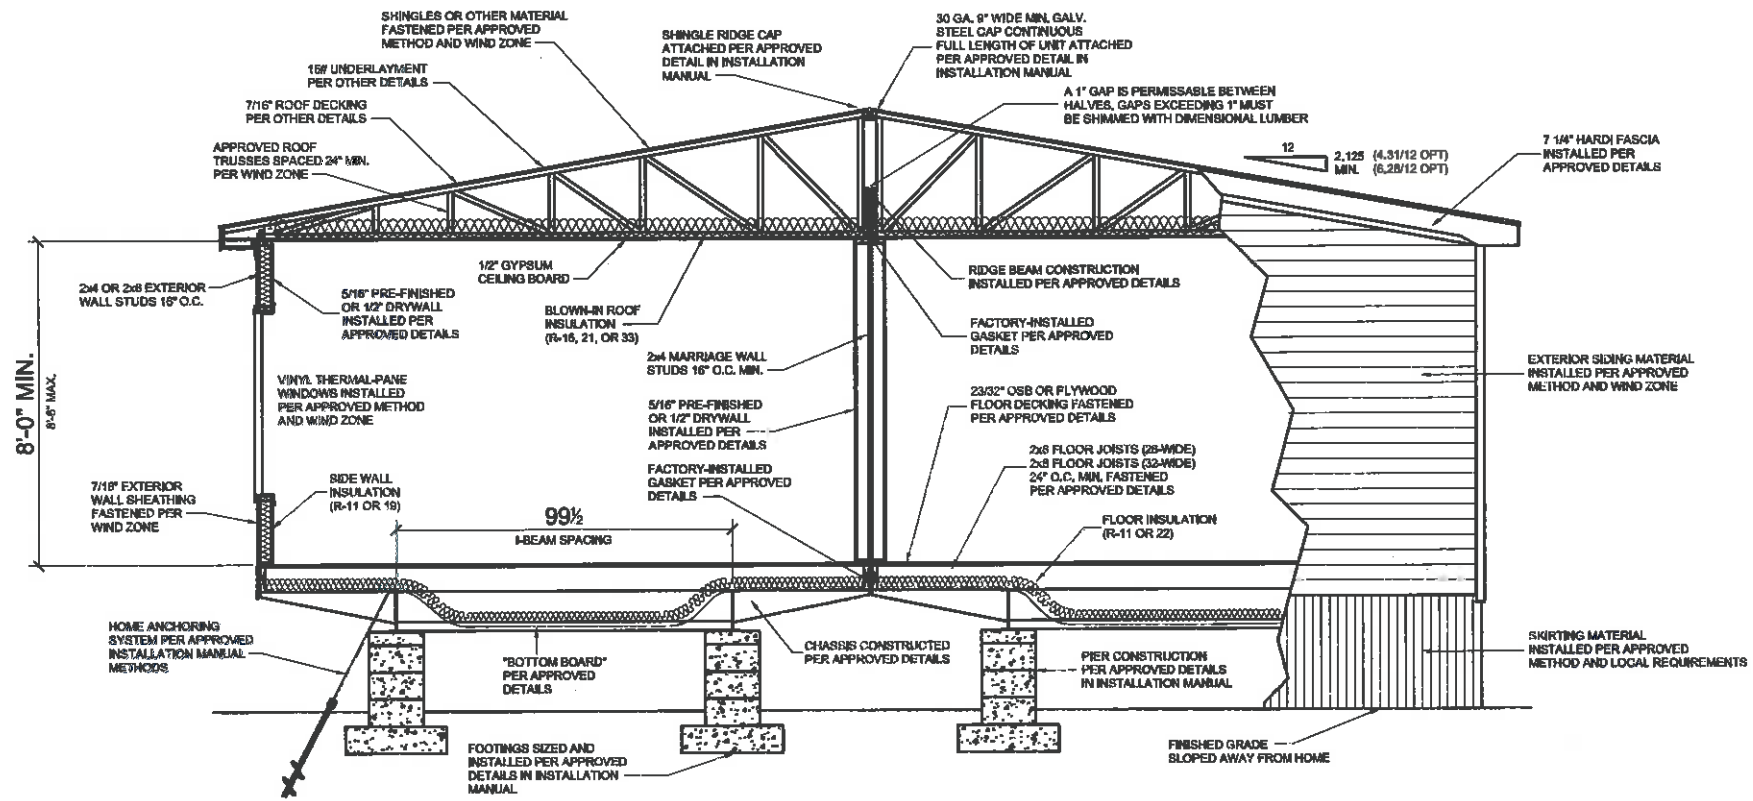 SHINGLES OR OTHER MATERIAL
FASTENED PER APPROVED
METHOD AND WIND ZONE
SHINGLE RIDGE CAP
ATTACHED PER APPROVED
DETAIL IN INSTALLATION
MANUAL
30 GA. 9" WIDE MIN. GALV.
STEEL CAP CONTINUOUS
FULL LENGTH OF UNIT ATTACHED
PER APPROVED DETAIL IN
INSTALLATION MANUAL
15# UNDERLAYMENT
PER OTHER DETAILS
7/16" ROOF DECKING
PER OTHER DETAILS
A 1" GAP IS PERMISSABLE BETWEEN
HALVES, GAPS EXCEEDING 1" MUST
BE SHIMMED WITH DIMENSIONAL LUMBER
APPROVED ROOF
TRUSSES SPACED 24" MIN.
PER WIND ZONE
12
2.125 (4.31/12 OPT)
MIN. (6.28/12 OPT)
7 1/4" HARDI FASCIA
INSTALLED PER
APPROVED DETAILS
2x4 OR 2x6 EXTERIOR
WALL STUDS 16" O.C.
5/16" PRE-FINISHED
OR 1/2" DRYWALL
INSTALLED PER
APPROVED DETAILS
1/2" GYPSUM
CEILING BOARD
BLOWN-IN ROOF
INSULATION
(R-15, 21, OR 33)
RIDGE BEAM CONSTRUCTION
INSTALLED PER APPROVED DETAILS
FACTORY-INSTALLED
GASKET PER APPROVED
DETAILS
2x4 MARRIAGE WALL
STUDS 16" O.C. MIN.
8'-0" MIN.
8'-6" MAX.
VINYL THERMAL-PANE
WINDOWS INSTALLED
PER APPROVED METHOD
AND WIND ZONE
EXTERIOR SIDING MATERIAL
INSTALLED PER APPROVED
METHOD AND WIND ZONE
5/16" PRE-FINISHED
OR 1/2" DRYWALL
INSTALLED PER
APPROVED DETAILS
23/32" OSB OR PLYWOOD
FLOOR DECKING FASTENED
PER APPROVED DETAILS
FACTORY-INSTALLED
GASKET PER APPROVED
DETAILS
2x6 FLOOR JOISTS (28-WIDE)
2x8 FLOOR JOISTS (32-WIDE)
24" O.C. MIN. FASTENED
PER APPROVED DETAILS
7/16" EXTERIOR
WALL SHEATHING
FASTENED PER
WIND ZONE
SIDE WALL
INSULATION
(R-11 OR 19)
99½
I-BEAM SPACING
FLOOR INSULATION
(R-11 OR 22)
HOME ANCHORING
SYSTEM PER APPROVED
INSTALLATION MANUAL
METHODS
"BOTTOM BOARD"
PER APPROVED
DETAILS
CHASSIS CONSTRUCTED
PER APPROVED DETAILS
PIER CONSTRUCTION
PER APPROVED DETAILS
IN INSTALLATION MANUAL
SKIRTING MATERIAL
INSTALLED PER APPROVED
METHOD AND LOCAL REQUIREMENTS
FOOTINGS SIZED AND
INSTALLED PER APPROVED
DETAILS IN INSTALLATION
MANUAL
FINISHED GRADE
SLOPED AWAY FROM HOME